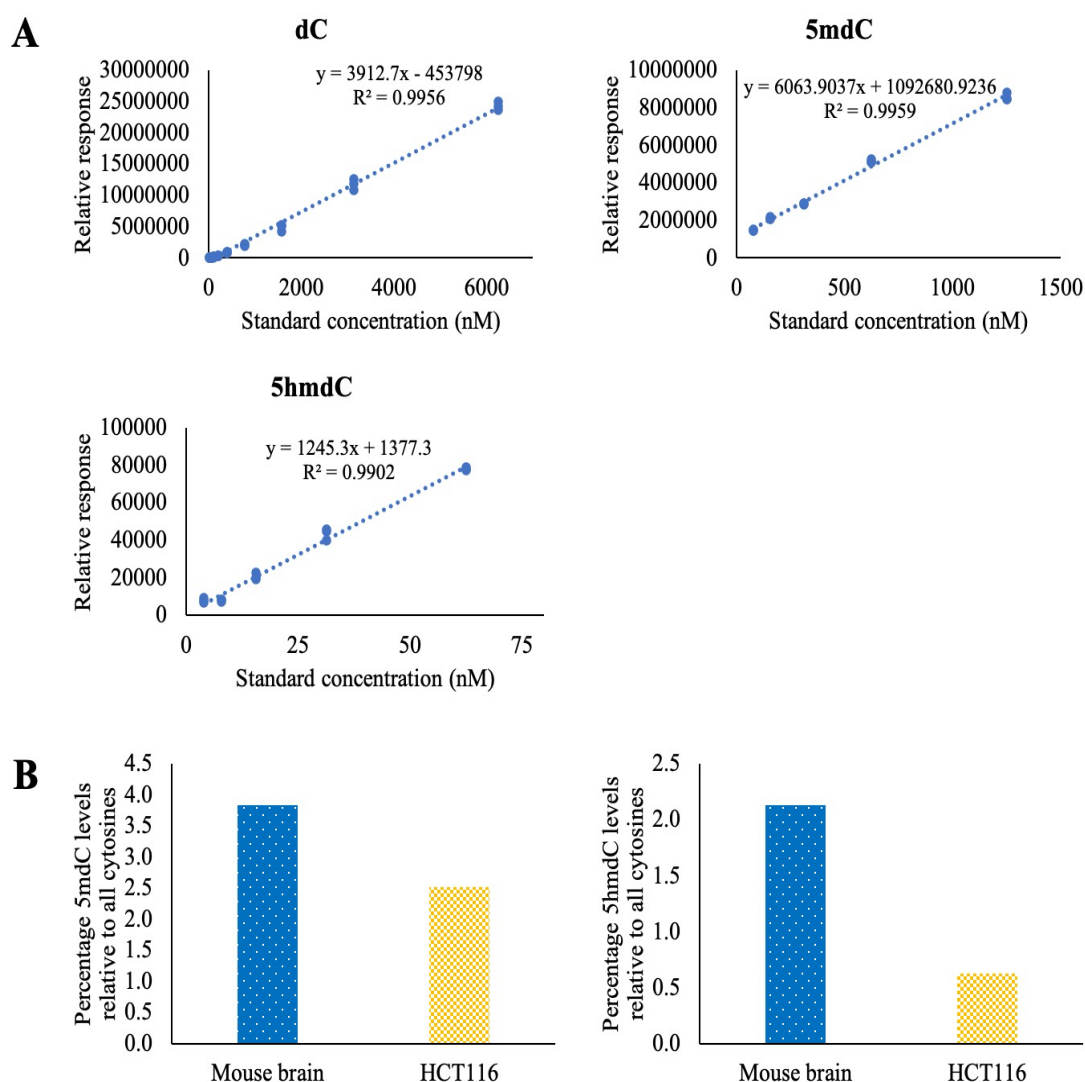 A
dC
30000000
25000000
20000000
15000000
10000000
5000000
0
y = 3912.7x - 453798
R² = 0.9956
Relative response
0 2000 4000 6000
Standard concentration (nM)
5mdC
10000000
8000000
6000000
4000000
2000000
0
y = 6063.9037x + 1092680.9236
R² = 0.9959
Relative response
0 500 1000 1500
Standard concentration (nM)
5hmdC
100000
80000
60000
40000
20000
0
y = 1245.3x + 1377.3
R² = 0.9902
Relative response
0 25 50 75
Standard concentration (nM)
B
Percentage 5mdC levels
relative to all cytosines
4.5
4.0
3.5
3.0
2.5
2.0
1.5
1.0
0.5
0.0
Mouse brain HCT116
Percentage 5hmdC levels
relative to all cytosines
2.5
2.0
1.5
1.0
0.5
0.0
Mouse brain HCT116